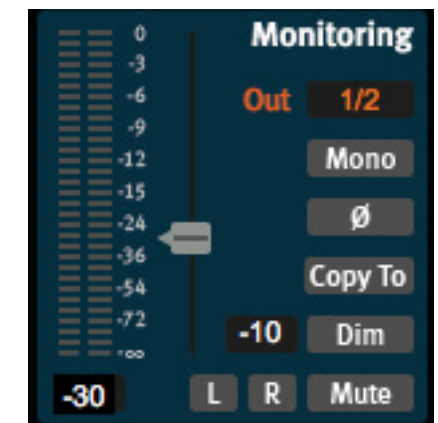 Monitoring
0
-3
-6
-9
-12
-15
-24
-36
-54
-72
-∞
Out 1/2
Mono
Ø
Copy To
-10 Dim
-30 L R Mute